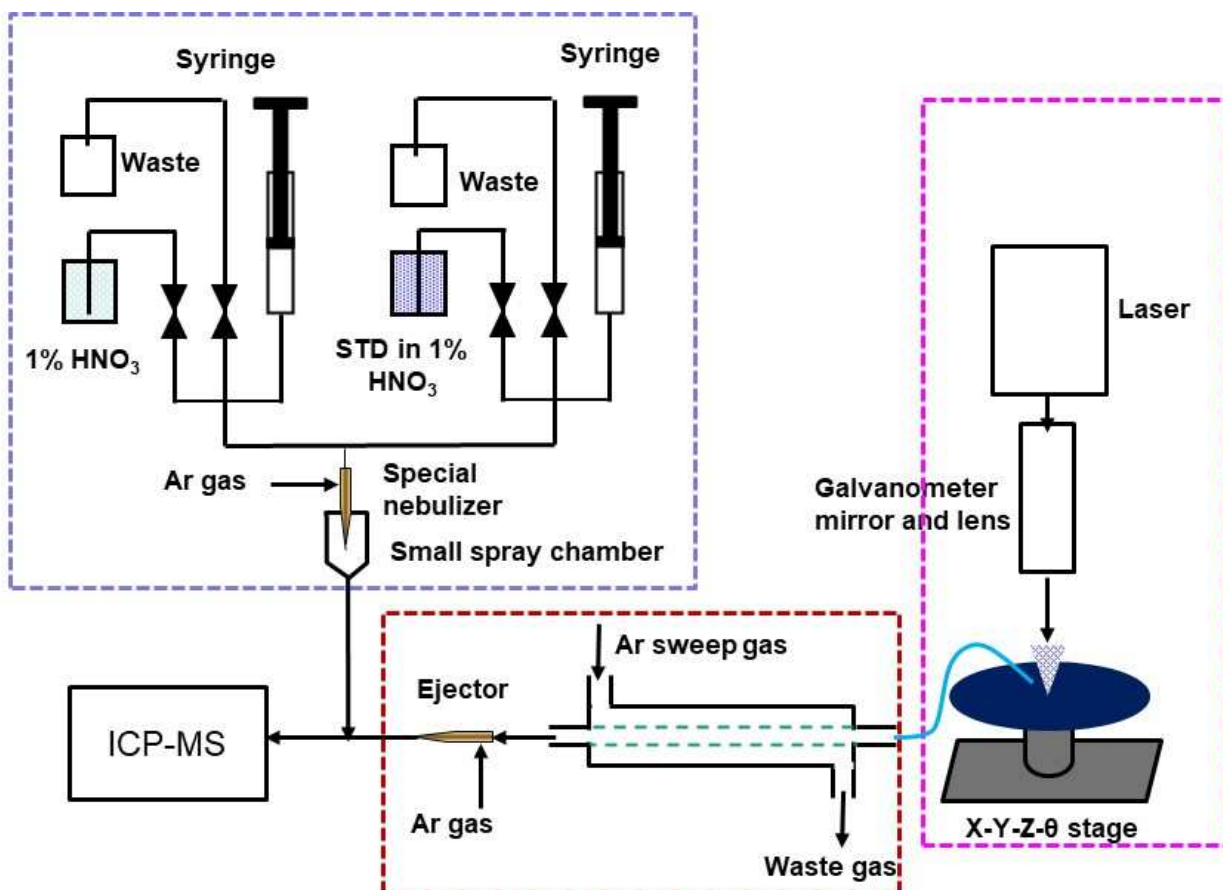 Syringe
Syringe
Waste
Waste
1% HNO₃
STD in 1%
HNO₃
Ar gas
Special
nebulizer
Small spray chamber
Laser
Galvanometer
mirror and lens
X-Y-Z-θ stage
Ar sweep gas
Ejector
ICP-MS
Ar gas
Waste gas